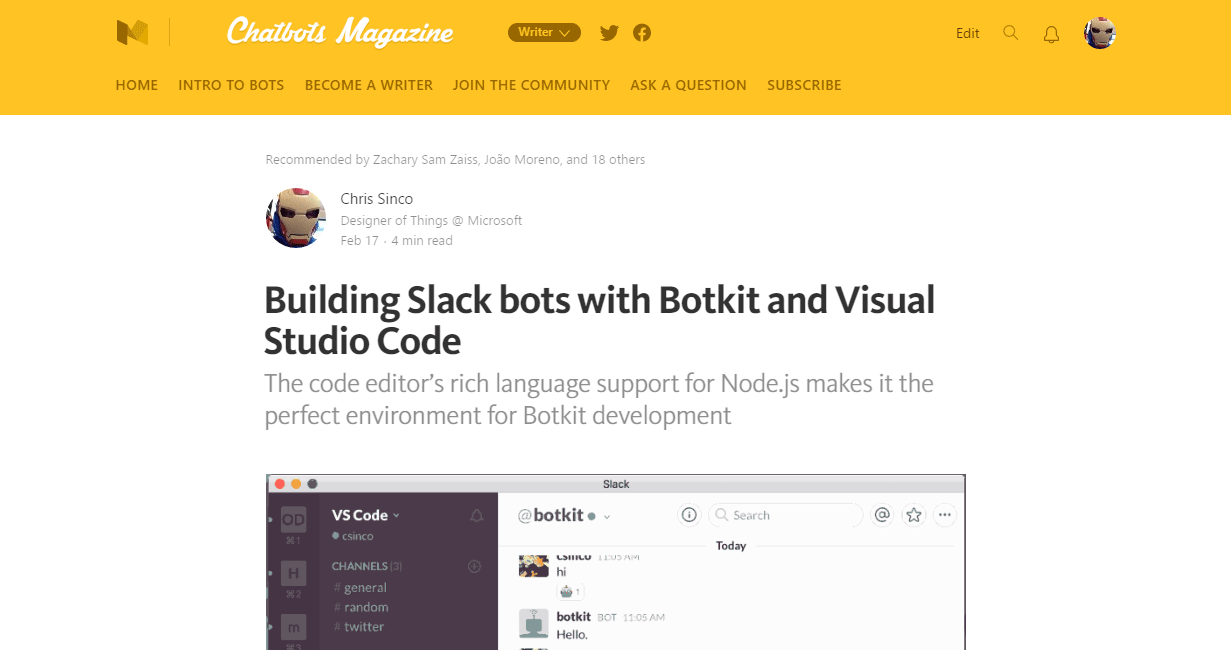 Chatbots Magazine
Writer
Edit
HOME INTRO TO BOTS BECOME A WRITER JOIN THE COMMUNITY ASK A QUESTION SUBSCRIBE
Recommended by Zachary Sam Zaiss, João Moreno, and 18 others
Chris Sinco
Designer of Things @ Microsoft
Feb 17 · 4 min read
Building Slack bots with Botkit and Visual
Studio Code
The code editor’s rich language support for Node.js makes it the
perfect environment for Botkit development
Slack
OD
⌘1
H
⌘2
m
⌘3
VS Code
csinco
CHANNELS (3)
# general
# random
# twitter
@botkit
Search
Today
csinco 11:05 AM
hi
1
botkit BOT 11:05 AM
Hello.